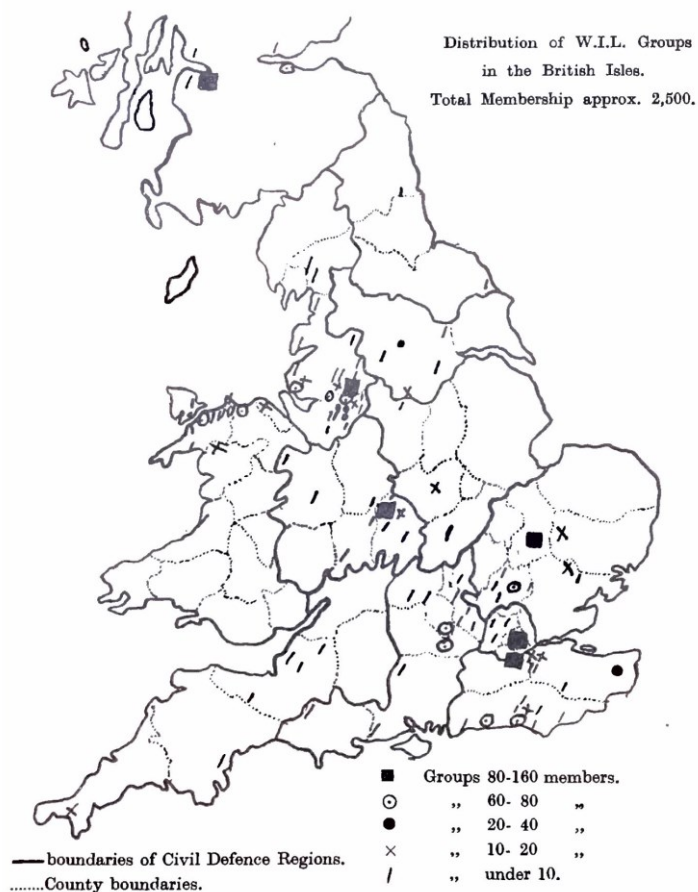 Distribution of W.I.L. Groups
in the British Isles.
Total Membership approx. 2,500.
Groups 80-160 members.
„ 60- 80 „
„ 20- 40 „
„ 10- 20 „
„ under 10.
boundaries of Civil Defence Regions.
........County boundaries.